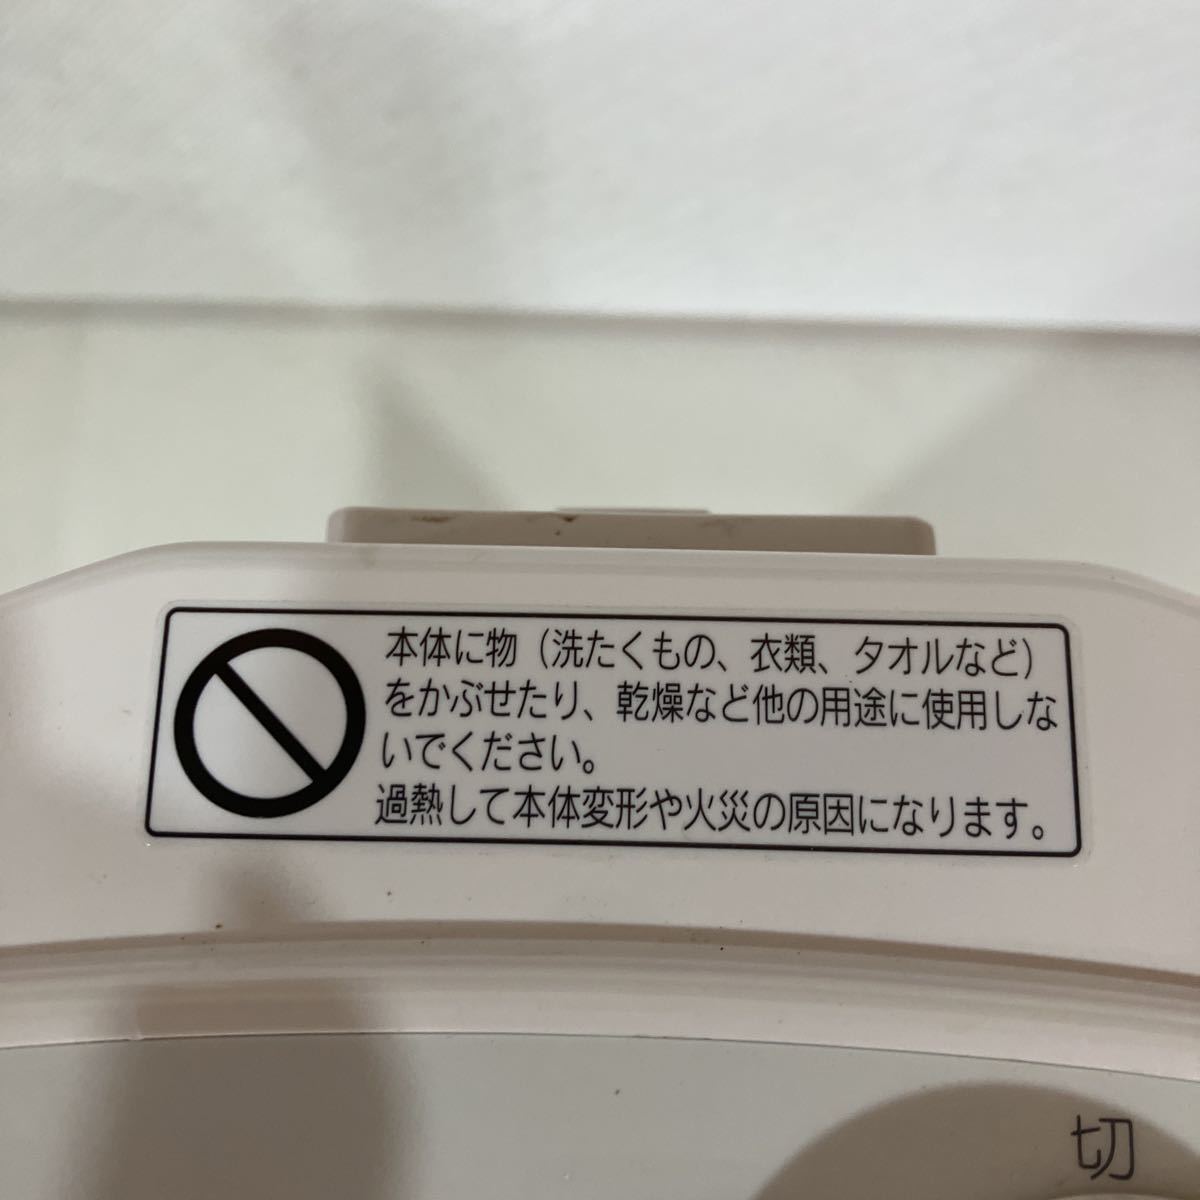 本体に物（洗たくもの、衣類、タオルなど）
をかぶせたり、乾燥など他の用途に使用しな
いでください。
過熱して本体変形や火災の原因になります。
切